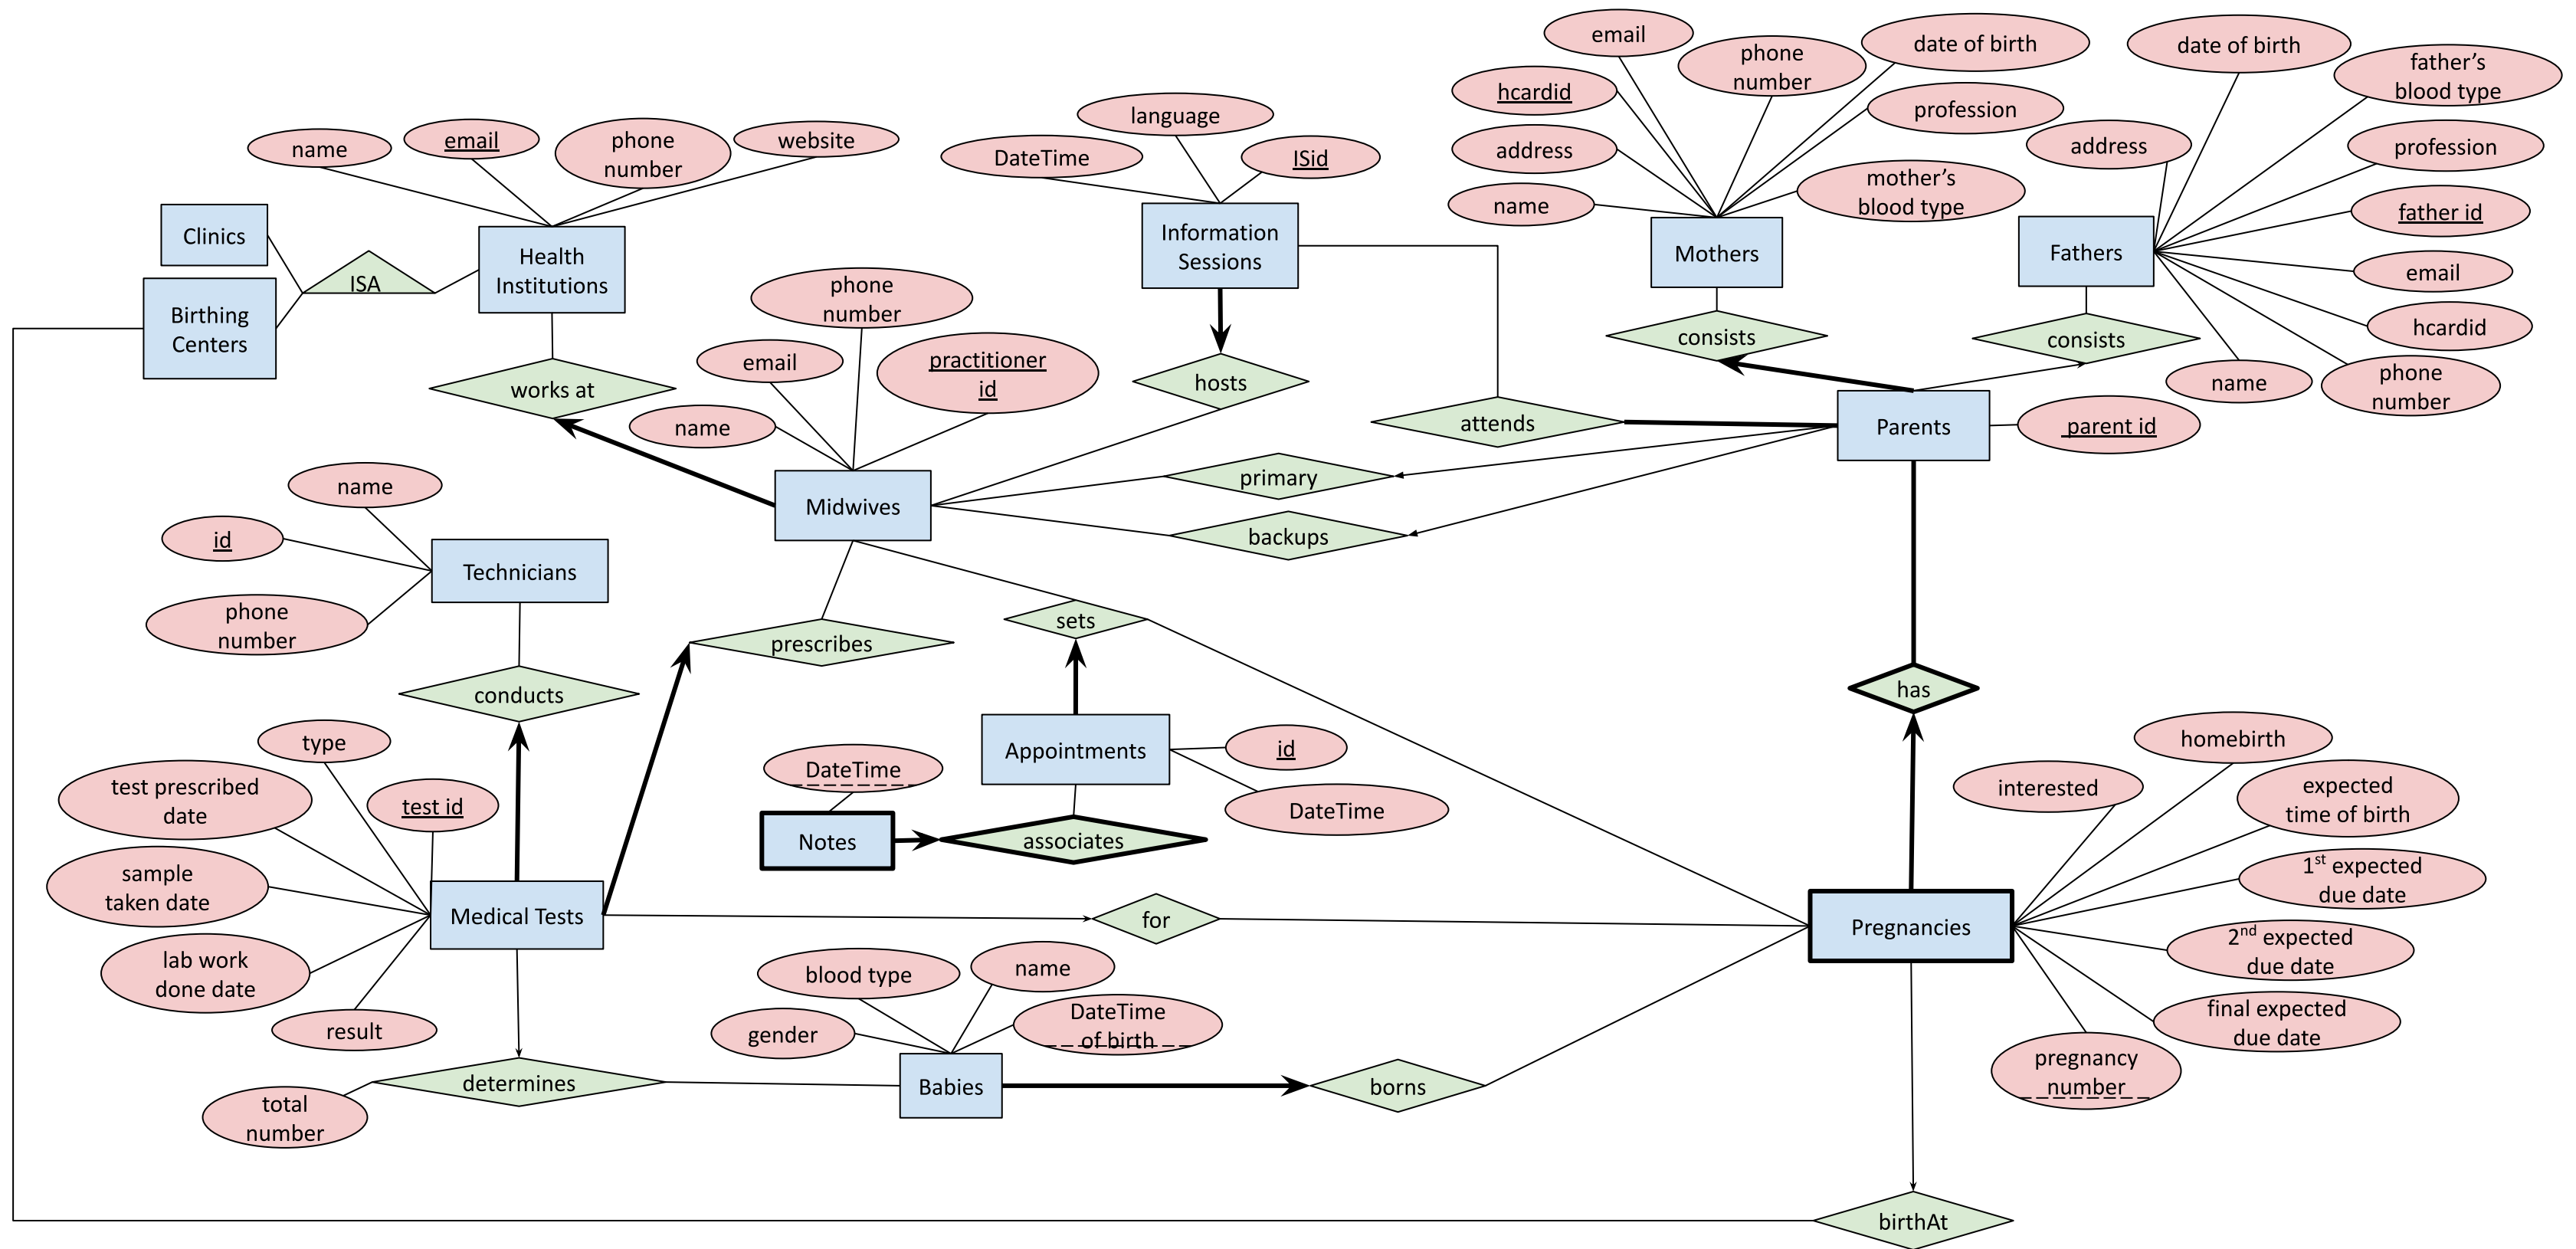 email
phone
number
date of birth
date of birth
father's
blood type
hcardid
profession
address
address
profession
name
mother's
blood type
father id
name
email
phone
number
website
language
DateTime
ISid
Clinics
ISA
Birthing
Centers
Health
Institutions
Information
Sessions
Mothers
Fathers
email
hcardid
phone
number
name
consists
consists
phone
number
email
practitioner
id
name
works at
hosts
attends
Parents
parent id
primary
backups
Midwives
name
id
phone
number
Technicians
prescribes
sets
conducts
has
type
test prescribed
date
test id
sample
taken date
lab work
done date
result
Medical Tests
DateTime
Notes
Appointments
id
DateTime
associates
for
homebirth
interested
expected
time of birth
1st expected
due date
2nd expected
due date
final expected
due date
pregnancy
number
Pregnancies
blood type
name
gender
DateTime
of birth
total
number
determines
Babies
borns
birthAt